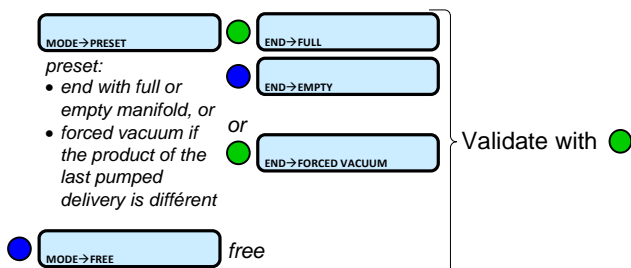 MODE→PRESET
END→FULL
preset:
• end with full or
empty manifold, or
• forced vacuum if
the product of the
last pumped
delivery is différent
END→EMPTY
or
END→FORCED VACUUM
Validate with
MODE→FREE
free